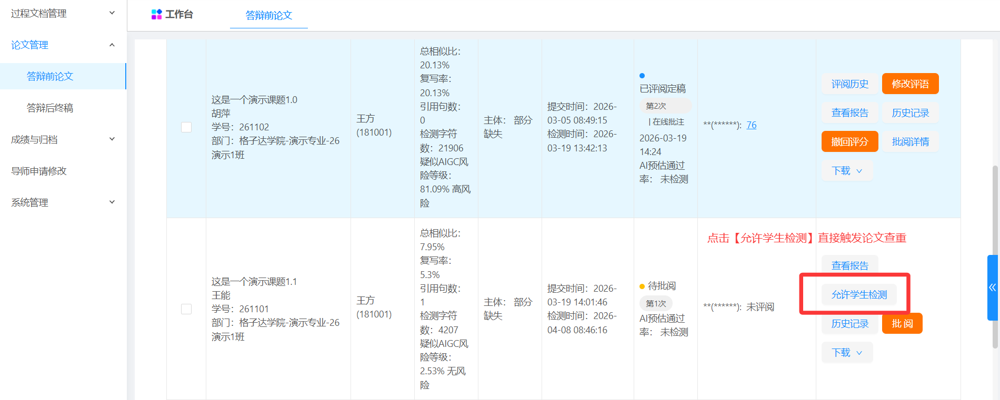 过程文档管理
论文管理
答辩前论文
答辩后终稿
成绩与归档
导师申请修改
系统管理
工作台
答辩前论文
这是一个演示课题1.0
胡萍
学号：261102
部门：格子达学院-演示专业-26
演示1班
王方
(181001)
总相似比：
20.13%
复写率：
20.13%
引用句数：
0
检测字符
数：21906
疑似AIGC风
险等级：
81.09% 高风
险
主体： 部分
缺失
提交时间：2026-
03-05 08:49:15
检测时间：2026-
03-19 13:42:13
已评阅定稿
第2次
| 在线批注
2026-03-19
14:24
AI预估通过
率： 未检测
**(******)： 76
评阅历史 修改评语
查看报告 历史记录
撤回评分 批阅详情
下载
这是一个演示课题1.1
王能
学号：261101
部门：格子达学院-演示专业-26
演示1班
王方
(181001)
总相似比：
7.95%
复写率：
5.3%
引用句数：
1
检测字符
数：4207
疑似AIGC风
险等级：
2.53% 无风
险
主体： 部分
缺失
提交时间：2026-
03-19 14:01:46
检测时间：2026-
04-08 08:46:16
待批阅
第1次
AI预估通过
率： 未检测
**(******)： 未评阅
点击【允许学生检测】直接触发论文查重
查看报告
允许学生检测
历史记录 批 阅
下载